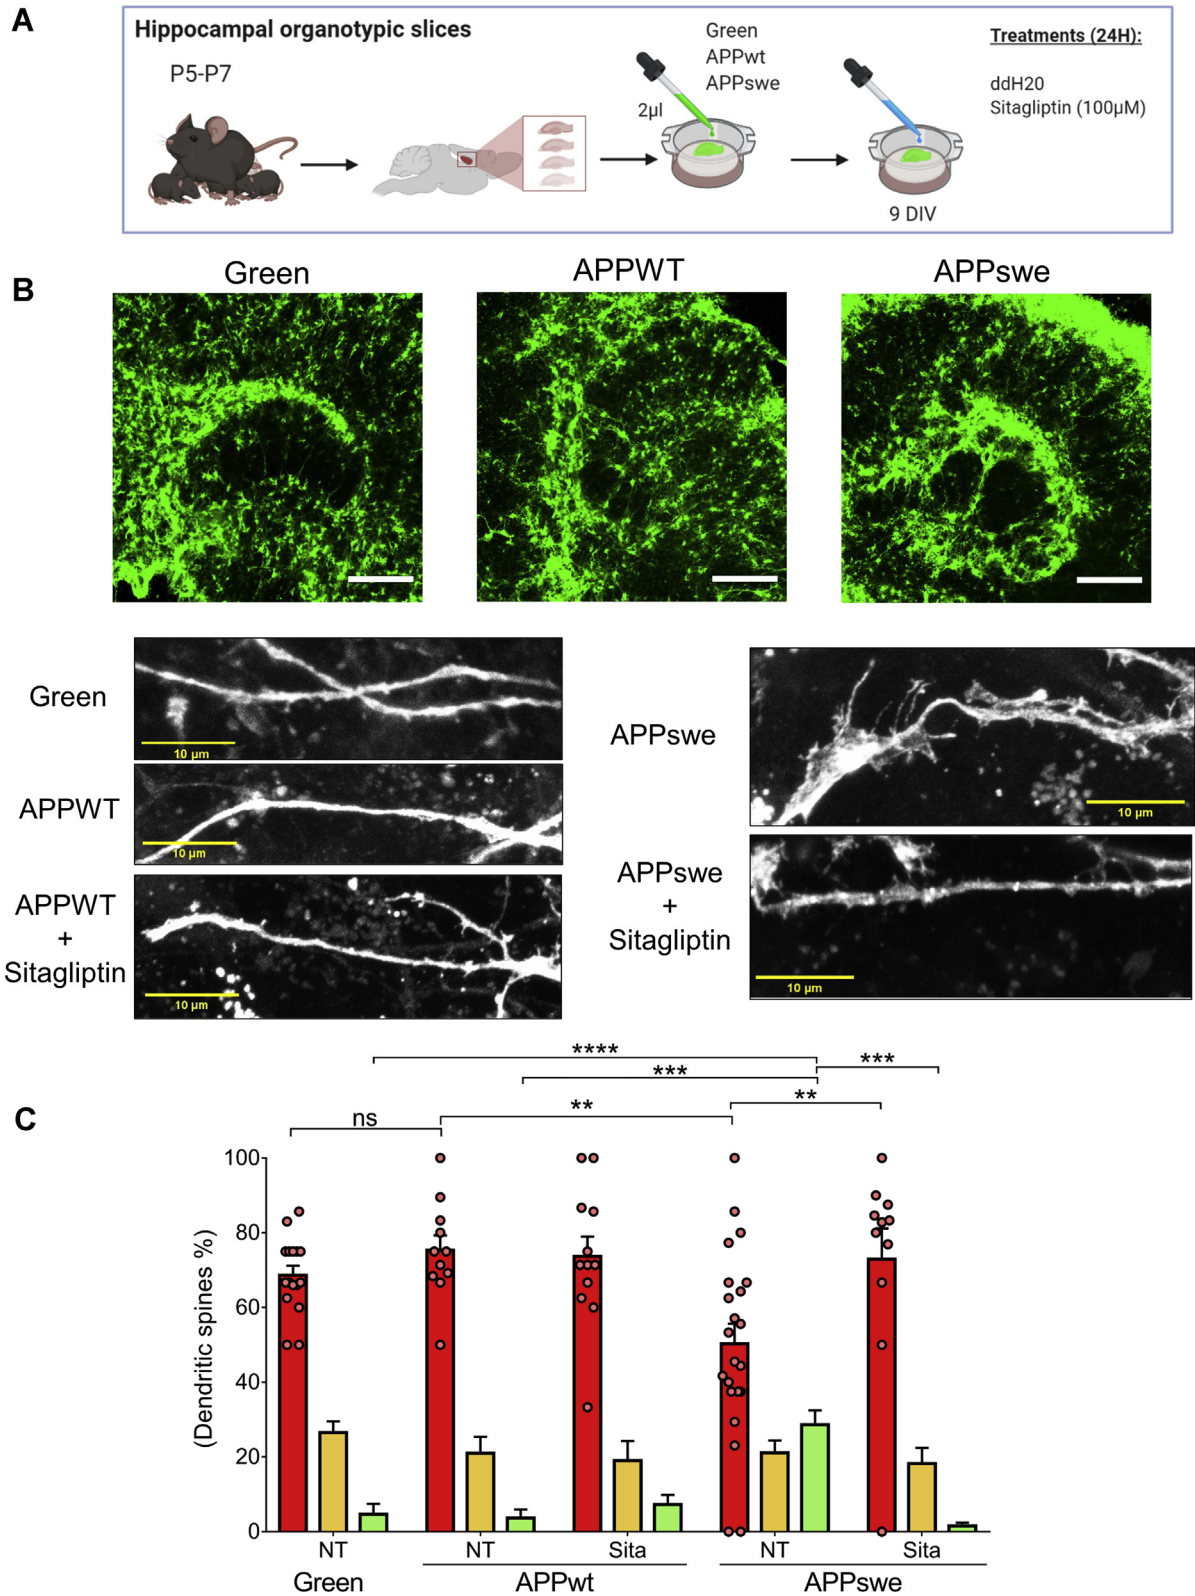 A
Hippocampal organotypic slices
P5-P7
2µl
Green
APPwt
APPswe
9 DIV
Treatments (24H):
ddH20
Sitagliptin (100µM)
B
Green
APPWT
APPswe
Green
10 µm
APPWT
10 µm
APPWT
+
Sitagliptin
10 µm
APPswe
10 µm
APPswe
+
Sitagliptin
10 µm
C
****
***
***
**
**
ns
(Dendritic spines %)
100
80
60
40
20
0
NT
NT
Sita
NT
Sita
Green
APPwt
APPswe